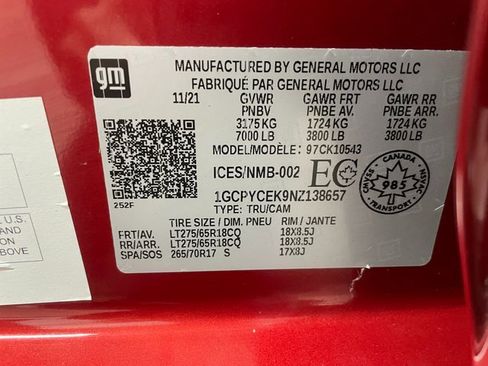 gm
MANUFACTURED BY GENERAL MOTORS LLC
FABRIQUÉ PAR GENERAL MOTORS LLC
11/21 GVWR GAWR FRT GAWR RR
PNBV PNBE AV. PNBE ARR.
3175 KG 1724 KG 1724 KG
7000 LB 3800 LB 3800 LB
MODEL/MODÈLE: 97CK10543
ICES/NMB-002 EC
CANADA
985
1GCPYCEK9NZ138657
252F
TYPE: TRU/CAM
TIRE SIZE / DIM. PNEU RIM / JANTE
FRT/AV. LT275/65R18CQ 18X8.5J
RR/ARR. LT275/65R18CQ 18X8.5J
SPA/SOS 265/70R17 S 17X8J
US
AND
ABOVE